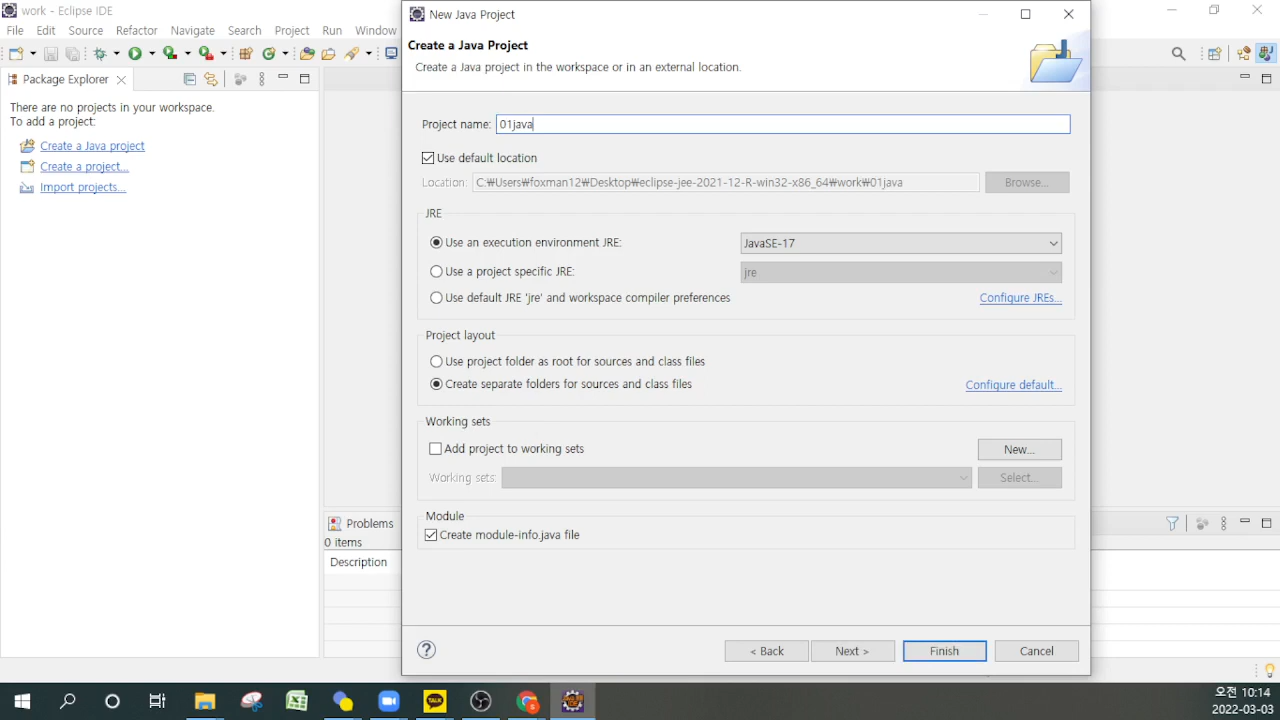 work - Eclipse IDE
File Edit Source Refactor Navigate Search Project Run Window
Package Explorer
There are no projects in your workspace.
To add a project:
Create a Java project
Create a project...
Import projects...
Problems
0 items
Description
New Java Project
Create a Java Project
Create a Java project in the workspace or in an external location.
Project name: 01java
Use default location
Location: C:₩Users₩foxman12₩Desktop₩eclipse-jee-2021-12-R-win32-x86_64₩work₩01java Browse...
JRE
Use an execution environment JRE: JavaSE-17
Use a project specific JRE: jre
Use default JRE 'jre' and workspace compiler preferences Configure JREs...
Project layout
Use project folder as root for sources and class files
Create separate folders for sources and class files Configure default...
Working sets
Add project to working sets New...
Working sets: Select...
Module
Create module-info.java file
< Back Next > Finish Cancel
TALK
오전 10:14
2022-03-03